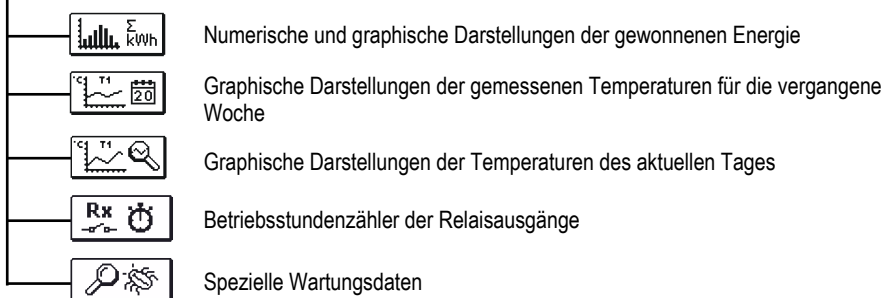 Σ
kWh
Numerische und graphische Darstellungen der gewonnenen Energie
°C T1
20
Graphische Darstellungen der gemessenen Temperaturen für die vergangene
Woche
°C T1
Graphische Darstellungen der Temperaturen des aktuellen Tages
Rx
Betriebsstundenzähler der Relaisausgänge
Spezielle Wartungsdaten